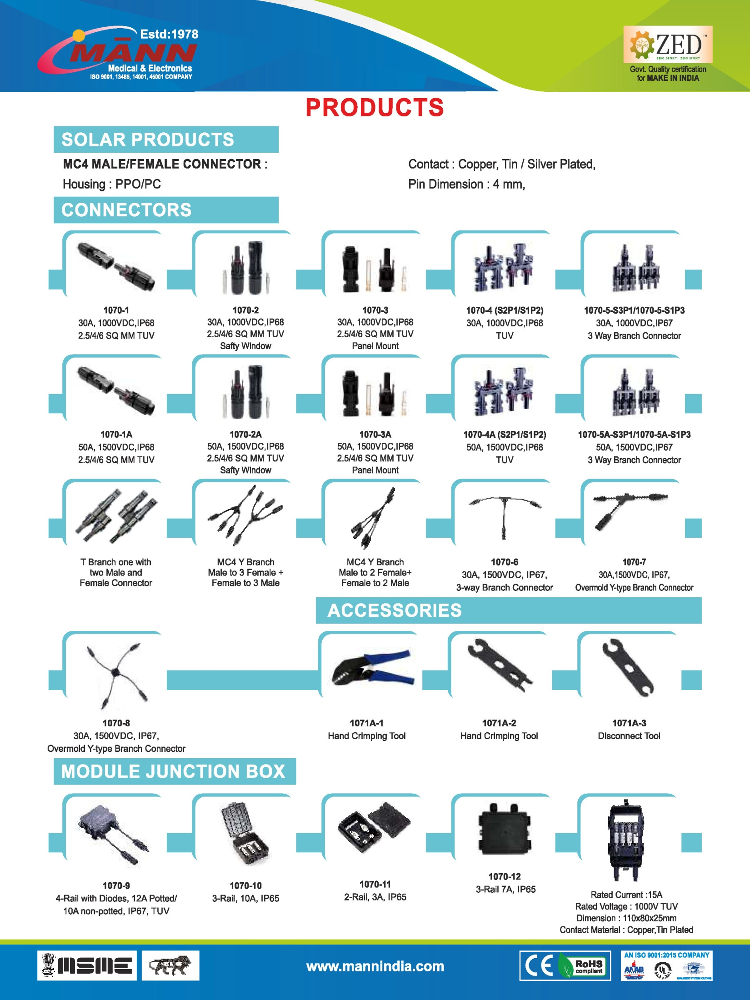 Estd:1978
MĀNN
Medical & Electronics
ISO 9001, 13485, 14001, 45001 COMPANY
ZED™
ZERO DEFECT · ZERO EFFECT
Govt. Quality certification
for MAKE IN INDIA
PRODUCTS
SOLAR PRODUCTS
MC4 MALE/FEMALE CONNECTOR :
Housing : PPO/PC
Contact : Copper, Tin / Silver Plated,
Pin Dimension : 4 mm,
CONNECTORS
1070-1
30A, 1000VDC,IP68
2.5/4/6 SQ MM TUV
1070-2
30A, 1000VDC,IP68
2.5/4/6 SQ MM TUV
Safty Window
1070-3
30A, 1000VDC,IP68
2.5/4/6 SQ MM TUV
Panel Mount
1070-4 (S2P1/S1P2)
30A, 1000VDC,IP68
TUV
1070-5-S3P1/1070-5-S1P3
30A, 1000VDC,IP67
3 Way Branch Connector
1070-1A
50A, 1500VDC,IP68
2.5/4/6 SQ MM TUV
1070-2A
50A, 1500VDC,IP68
2.5/4/6 SQ MM TUV
Safty Window
1070-3A
50A, 1500VDC,IP68
2.5/4/6 SQ MM TUV
Panel Mount
1070-4A (S2P1/S1P2)
50A, 1500VDC,IP68
TUV
1070-5A-S3P1/1070-5A-S1P3
50A, 1500VDC,IP67
3 Way Branch Connector
T Branch one with
two Male and
Female Connector
MC4 Y Branch
Male to 3 Female +
Female to 3 Male
MC4 Y Branch
Male to 2 Female+
Female to 2 Male
1070-6
30A, 1500VDC, IP67,
3-way Branch Connector
1070-7
30A,1500VDC, IP67,
Overmold Y-type Branch Connector
ACCESSORIES
1070-8
30A, 1500VDC, IP67,
Overmold Y-type Branch Connector
1071A-1
Hand Crimping Tool
1071A-2
Hand Crimping Tool
1071A-3
Disconnect Tool
MODULE JUNCTION BOX
1070-9
4-Rail with Diodes, 12A Potted/
10A non-potted, IP67, TUV
1070-10
3-Rail, 10A, IP65
1070-11
2-Rail, 3A, IP65
1070-12
3-Rail 7A, IP65
Rated Current :15A
Rated Voltage : 1000V TUV
Dimension : 110x80x25mm
Contact Material : Copper,Tin Plated
MSME
www.mannindia.com
CE
RoHS
compliant
AN ISO 9001:2015 COMPANY
ANAB
ACCREDITED
UL
MANAGEMENT SYSTEMS SOLUTIONS